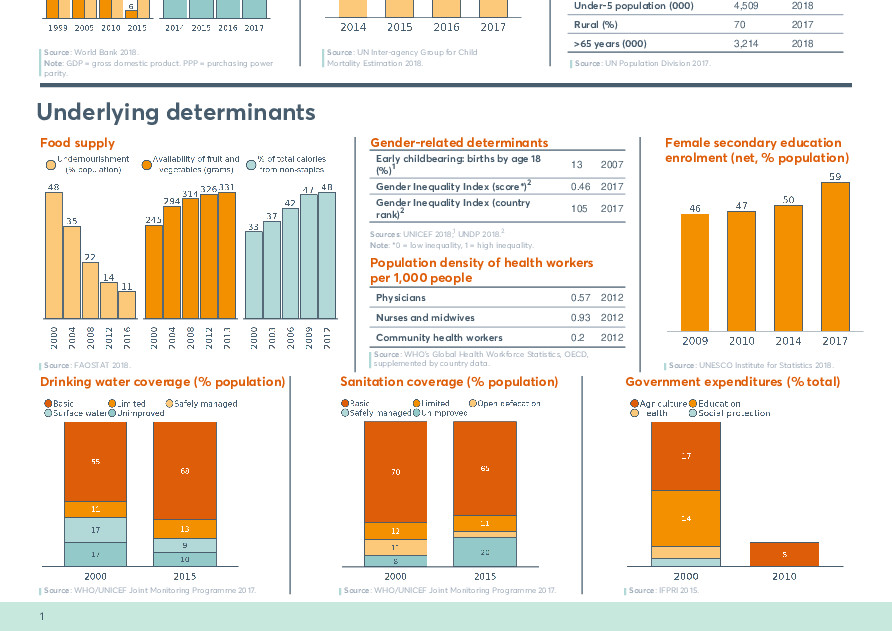 6
1999 2005 2010 2015
2014 2015 2016 2017
Source: World Bank 2018.
Note: GDP = gross domestic product. PPP = purchasing power
parity.
2014 2015 2016 2017
Source: UN Inter-agency Group for Child
Mortality Estimation 2018.
Under-5 population (000) 4,509 2018
Rural (%) 70 2017
>65 years (000) 3,214 2018
Source: UN Population Division 2017.
Underlying determinants
Food supply
Undernourishment
(% population)
Availability of fruit and
vegetables (grams)
% of total calories
from non-staples
48 35 22 14 11
245 294 314 326 331
33 37 42 47 48
2000 2004 2008 2012 2016
2000 2004 2008 2012
2000 2006 2009 2012
Source: FAOSTAT 2018.
Gender-related determinants
Early childbearing: births by age 18
(%)1 13 2007
Gender Inequality Index (score*)2 0.46 2017
Gender Inequality Index (country
rank)2 105 2017
Sources: UNICEF 2018,1 UNDP 2018.2
Note: *0 = low inequality, 1 = high inequality.
Population density of health workers
per 1,000 people
Physicians 0.57 2012
Nurses and midwives 0.93 2012
Community health workers 0.2 2012
Source: WHO's Global Health Workforce Statistics, OECD,
supplemented by country data.
Female secondary education
enrolment (net, % population)
46 47 50 59
2009 2010 2014 2017
Source: UNESCO Institute for Statistics 2018.
Drinking water coverage (% population)
Basic Limited Safely managed
Surface water Unimproved
55 11 17 17
13 9 10
2000 2015
Source: WHO/UNICEF Joint Monitoring Programme 2017.
Sanitation coverage (% population)
Basic Limited Open defecation
Safely managed Unimproved
70 11 8
65 11 20
2000 2015
Source: WHO/UNICEF Joint Monitoring Programme 2017.
Government expenditures (% total)
Agriculture Education
Health Social protection
17 14
2000 2010
Source: IFPRI 2015.
1